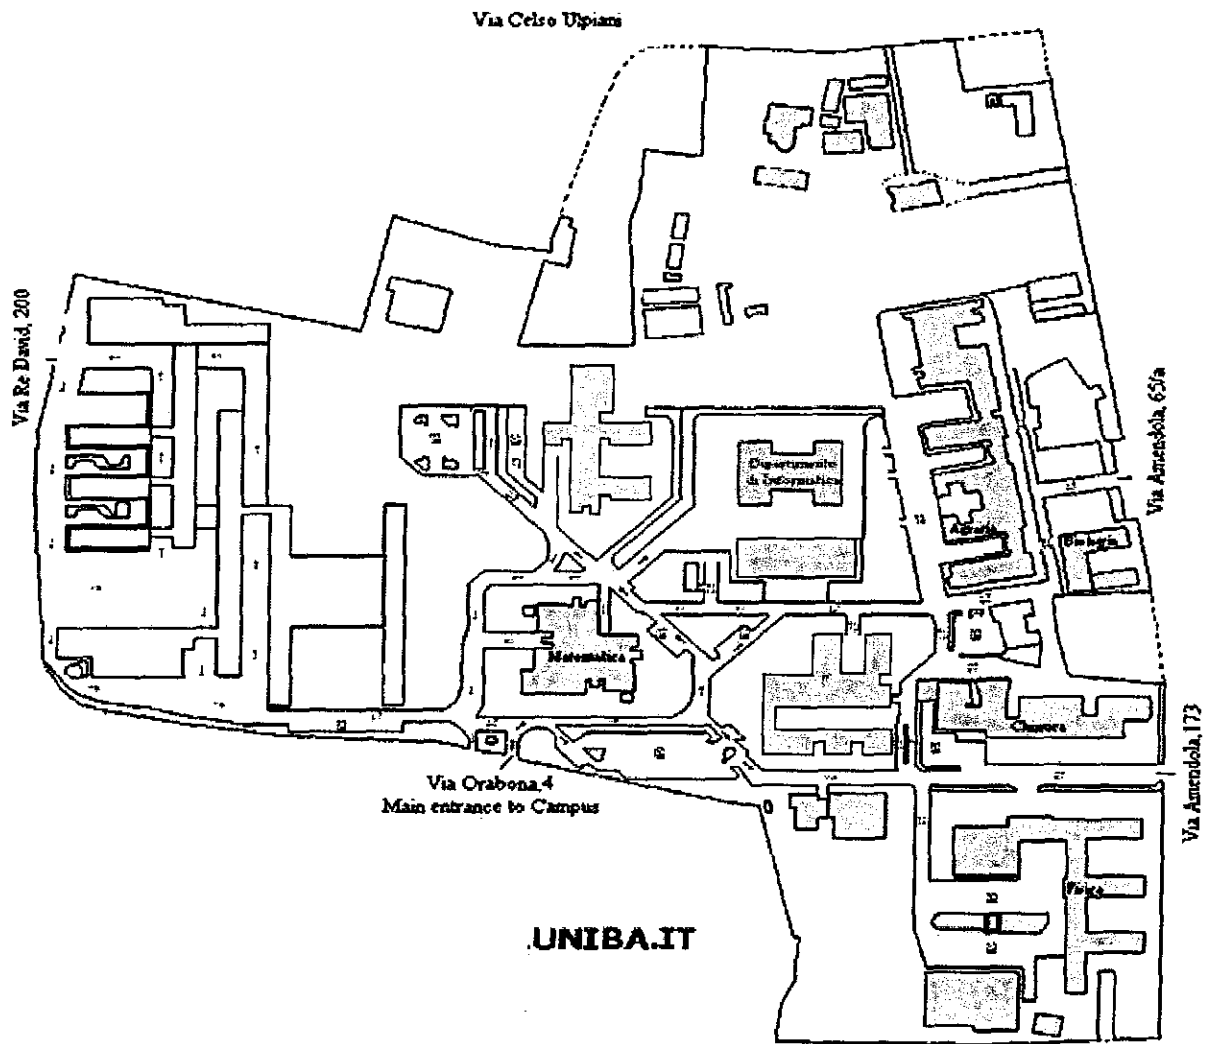 Via Celso Ulpiani
Via Re David, 200
Dipartimento
di Informatica
Via Amendola, 65/a
Agraria
Biologia
Matematica
Chimica
Via Amendola,173
Via Orabona,4
Main entrance to Campus
Fisica
.UNIBA.IT